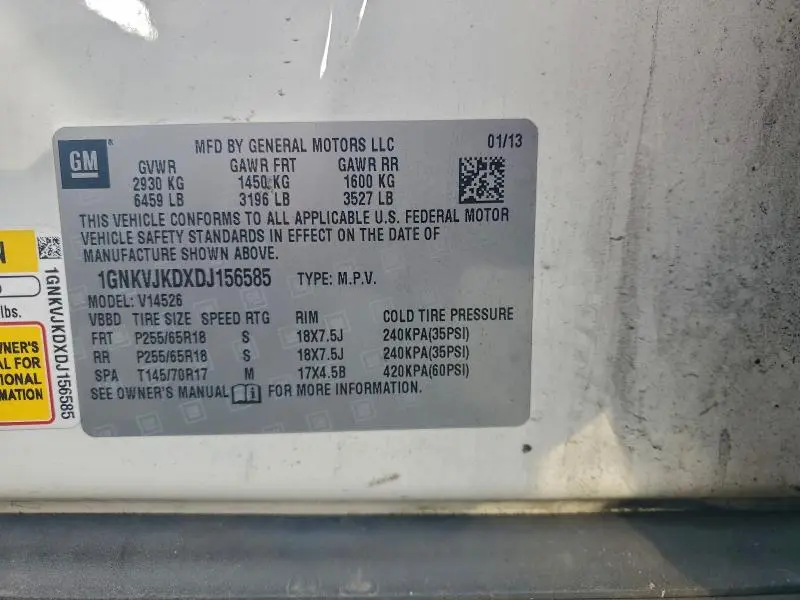 MFD BY GENERAL MOTORS LLC 01/13
GM
GVWR GAWR FRT GAWR RR
2930 KG 1450 KG 1600 KG
6459 LB 3196 LB 3527 LB
THIS VEHICLE CONFORMS TO ALL APPLICABLE U.S. FEDERAL MOTOR
VEHICLE SAFETY STANDARDS IN EFFECT ON THE DATE OF
MANUFACTURE SHOWN ABOVE.
1GNKVJKDXDJ156585 TYPE: M.P.V.
MODEL: V14526
VBBD TIRE SIZE SPEED RTG RIM COLD TIRE PRESSURE
FRT P255/65R18 S 18X7.5J 240KPA(35PSI)
RR P255/65R18 S 18X7.5J 240KPA(35PSI)
SPA T145/70R17 M 17X4.5B 420KPA(60PSI)
SEE OWNER'S MANUAL FOR MORE INFORMATION.
1GNKVJKDXDJ156585
lbs.
FOR